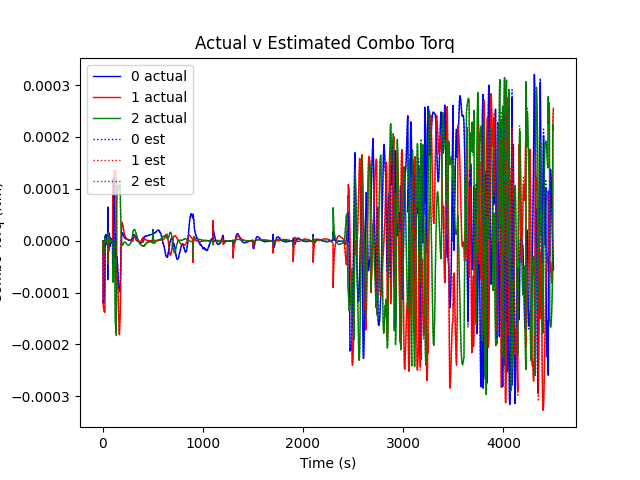 Actual v Estimated Combo Torq
0 actual
1 actual
2 actual
0 est
1 est
2 est
0.0003
0.0002
0.0001
0.0000
−0.0001
−0.0002
−0.0003
0
1000
2000
3000
4000
Time (s)